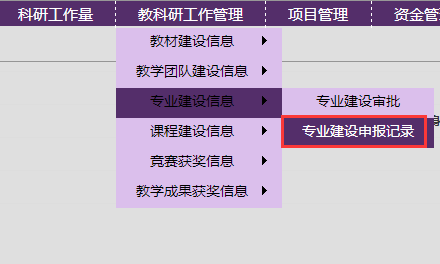 科研工作量 教科研工作管理 项目管理 资金管
教材建设信息
教学团队建设信息
专业建设信息 专业建设审批
课程建设信息 专业建设申报记录
竞赛获奖信息
教学成果获奖信息